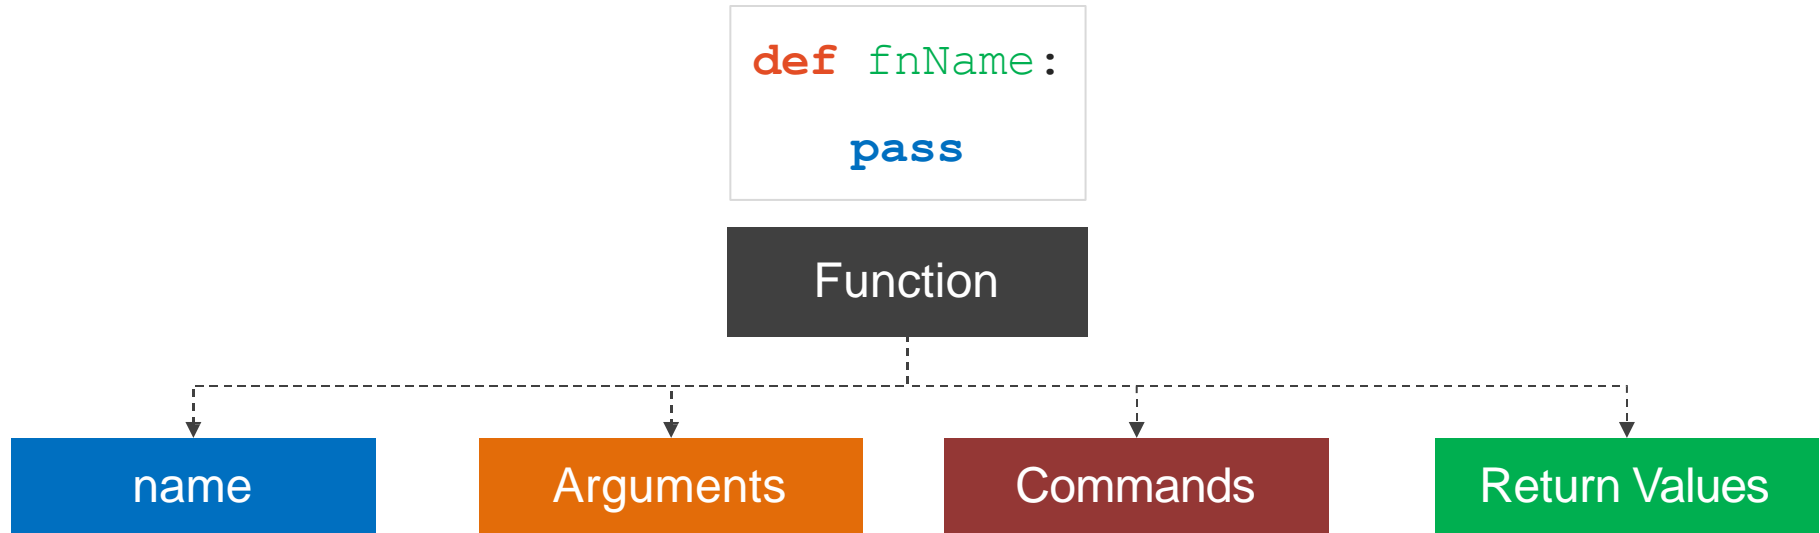 def fnName:
pass
Function
name
Arguments
Commands
Return Values